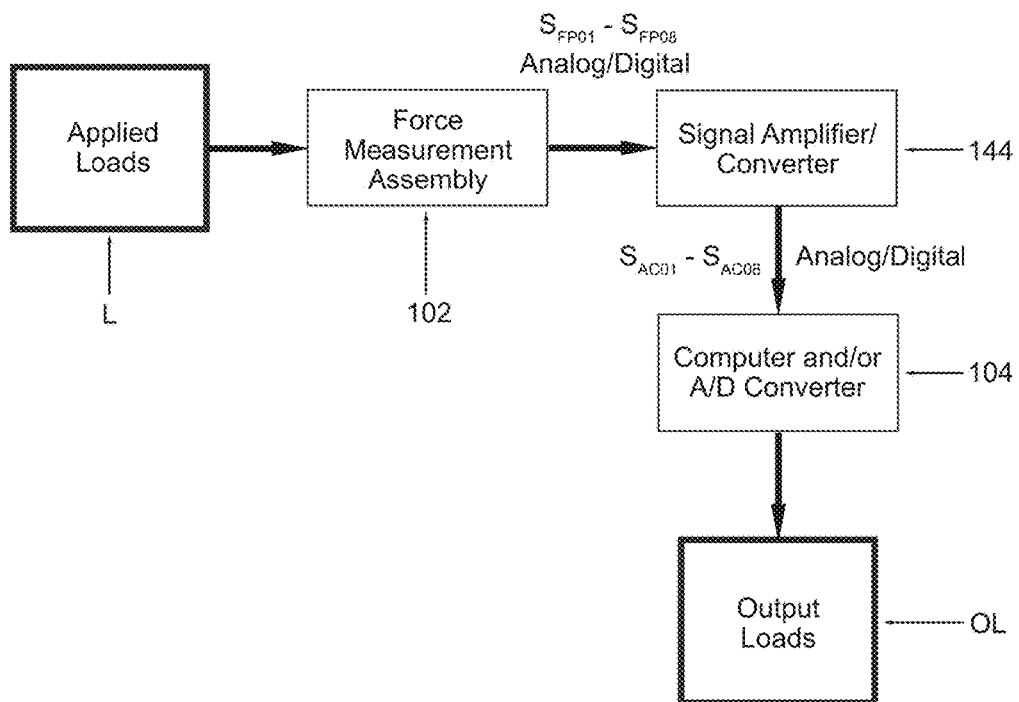 S_FP01 - S_FP08
Analog/Digital
Applied
Loads
Force
Measurement
Assembly
Signal Amplifier/
Converter
144
S_AC01 - S_AC08 Analog/Digital
L
102
Computer and/or
A/D Converter
104
Output
Loads
OL